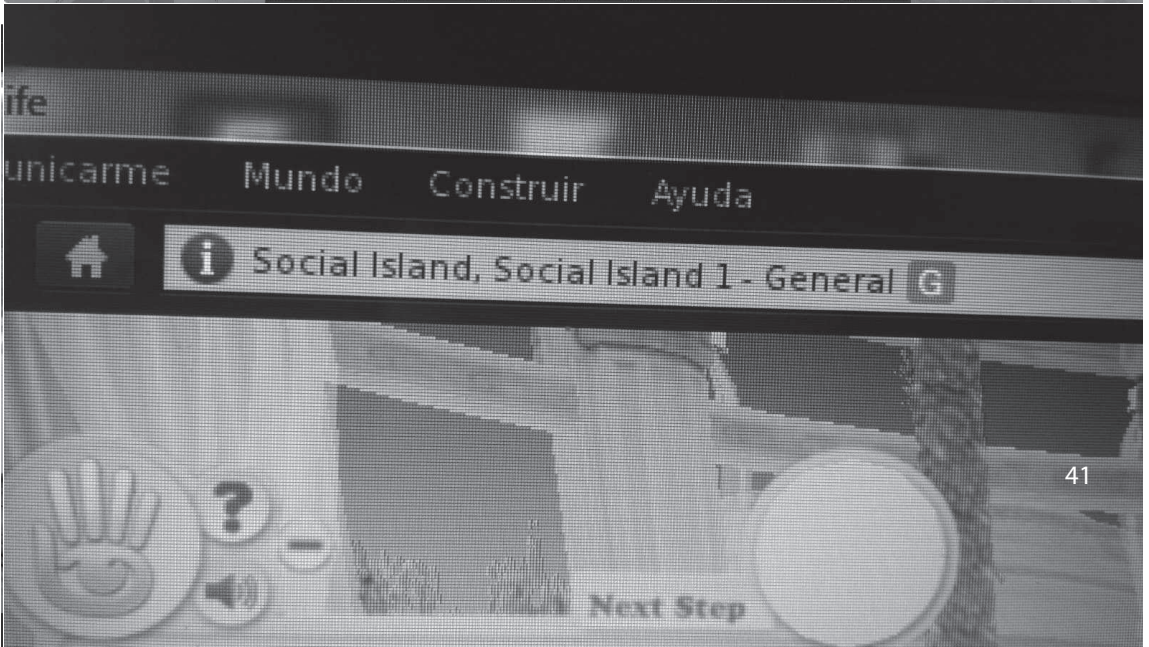 ife
unicarme Mundo Construir Ayuda
i Social Island, Social Island 1 - General G
41
?
Next Step